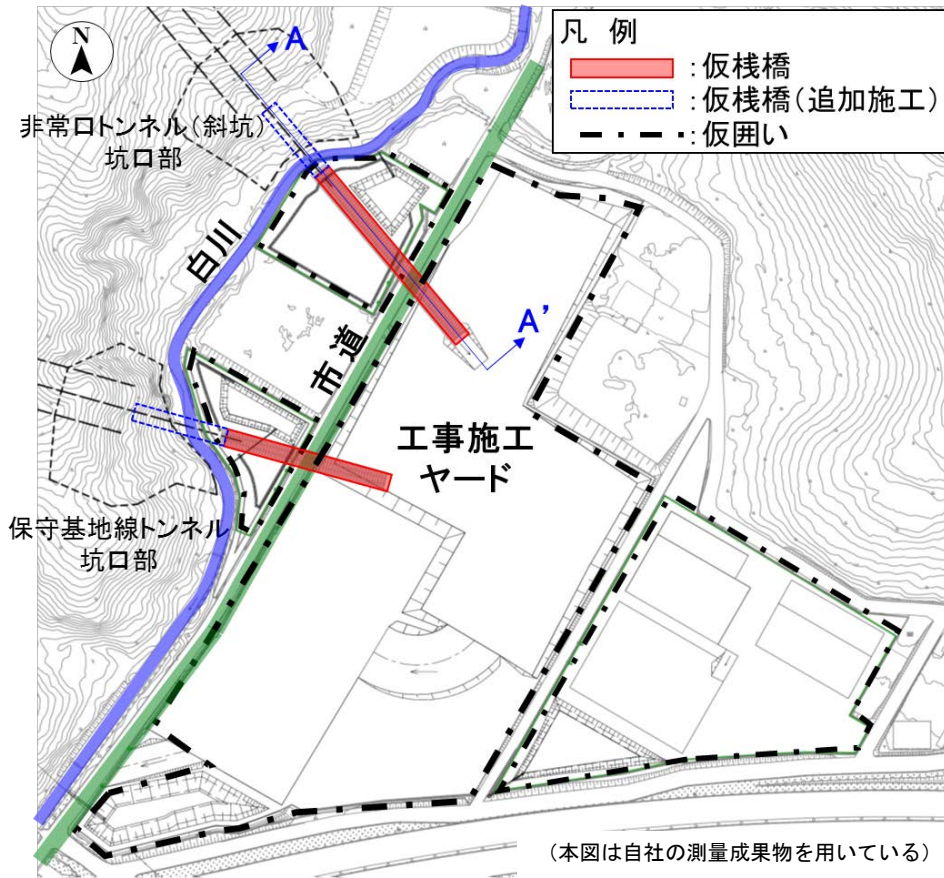 N
凡 例
：仮桟橋
：仮桟橋（追加施工）
：仮囲い
A
非常口トンネル（斜坑）
坑口部
白川
市道
A’
工事施工
ヤード
保守基地線トンネル
坑口部
（本図は自社の測量成果物を用いている）